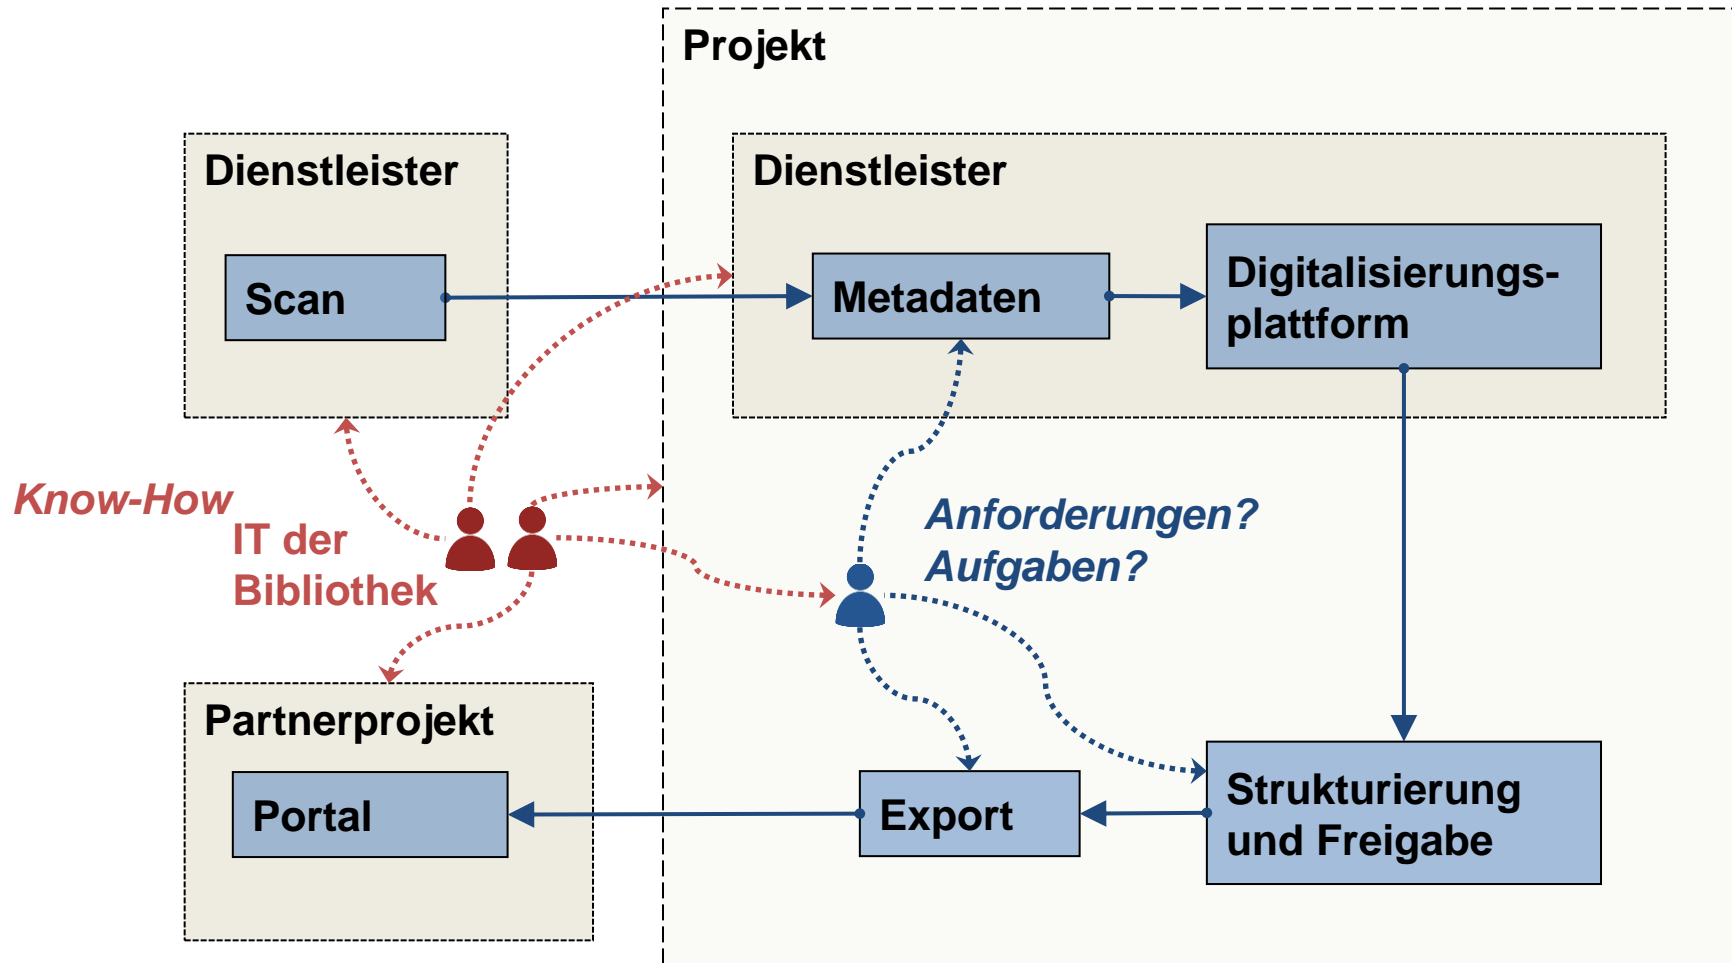 Projekt
Dienstleister
Scan
Dienstleister
Metadaten
Digitalisierungs-
plattform
Know-How
IT der
Bibliothek
Anforderungen?
Aufgaben?
Partnerprojekt
Portal
Export
Strukturierung
und Freigabe